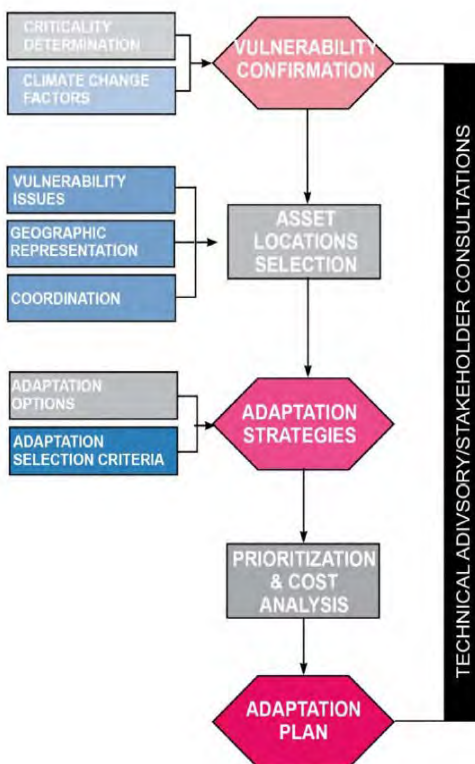 CRITICALITY
DETERMINATION
CLIMATE CHANGE
FACTORS
VULNERABILITY
CONFIRMATION
VULNERABILITY
ISSUES
GEOGRAPHIC
REPRESENTATION
COORDINATION
ASSET
LOCATIONS
SELECTION
ADAPTATION
OPTIONS
ADAPTATION
SELECTION CRITERIA
ADAPTATION
STRATEGIES
PRIORITIZATION
& COST
ANALYSIS
ADAPTATION
PLAN
TECHNICAL ADIVSORY/STAKEHOLDER CONSULTATIONS